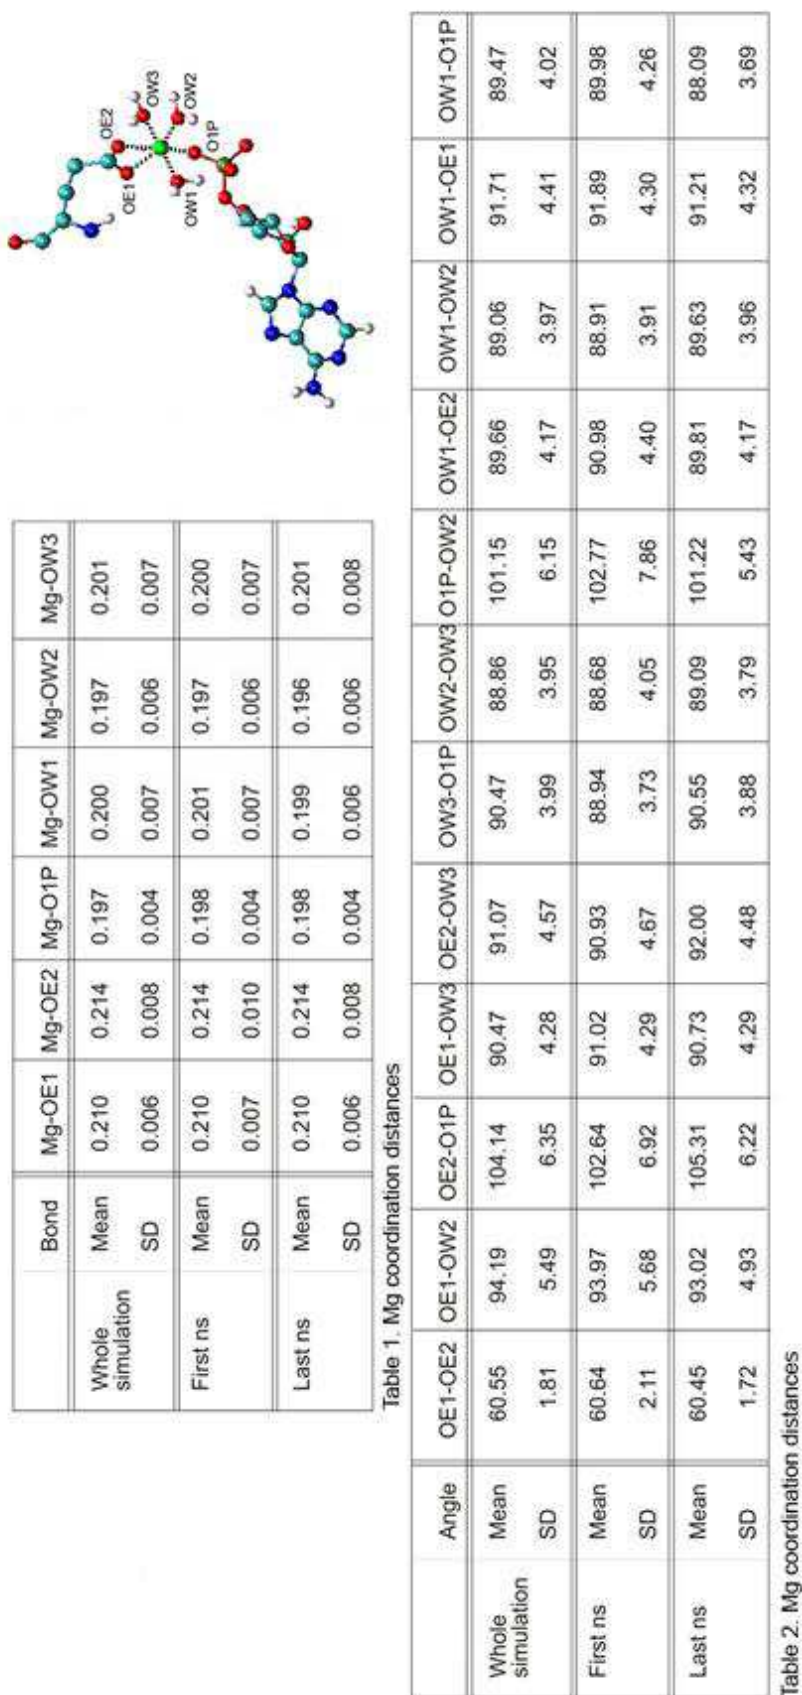 Bond Mg-OE1 Mg-OE2 Mg-O1P Mg-OW1 Mg-OW2 Mg-OW3
Whole simulation Mean 0.210 0.214 0.197 0.200 0.197 0.201
SD 0.006 0.008 0.004 0.007 0.006 0.007
First ns Mean 0.210 0.214 0.198 0.201 0.197 0.200
SD 0.007 0.010 0.004 0.007 0.006 0.007
Last ns Mean 0.210 0.214 0.198 0.199 0.196 0.201
SD 0.006 0.008 0.004 0.006 0.006 0.008
Table 1. Mg coordination distances
OE1
OE2
OW3
OW2
OW1
O1P
Angle OE1-OE2 OE1-OW2 OE2-O1P OE1-OW3 OE2-OW3 OW3-O1P OW2-OW3 O1P-OW2 OW1-OE2 OW1-OW2 OW1-OE1 OW1-O1P
Whole simulation Mean 60.55 94.19 104.14 90.47 91.07 90.47 88.86 101.15 89.66 89.06 91.71 89.47
SD 1.81 5.49 6.35 4.28 4.57 3.99 3.95 6.15 4.17 3.97 4.41 4.02
First ns Mean 60.64 93.97 102.64 91.02 90.93 88.94 88.68 102.77 90.98 88.91 91.89 89.98
SD 2.11 5.68 6.92 4.29 4.67 3.73 4.05 7.86 4.40 3.91 4.30 4.26
Last ns Mean 60.45 93.02 105.31 90.73 92.00 90.55 89.09 101.22 89.81 89.63 91.21 88.09
SD 1.72 4.93 6.22 4.29 4.48 3.88 3.79 5.43 4.17 3.96 4.32 3.69
Table 2. Mg coordination distances